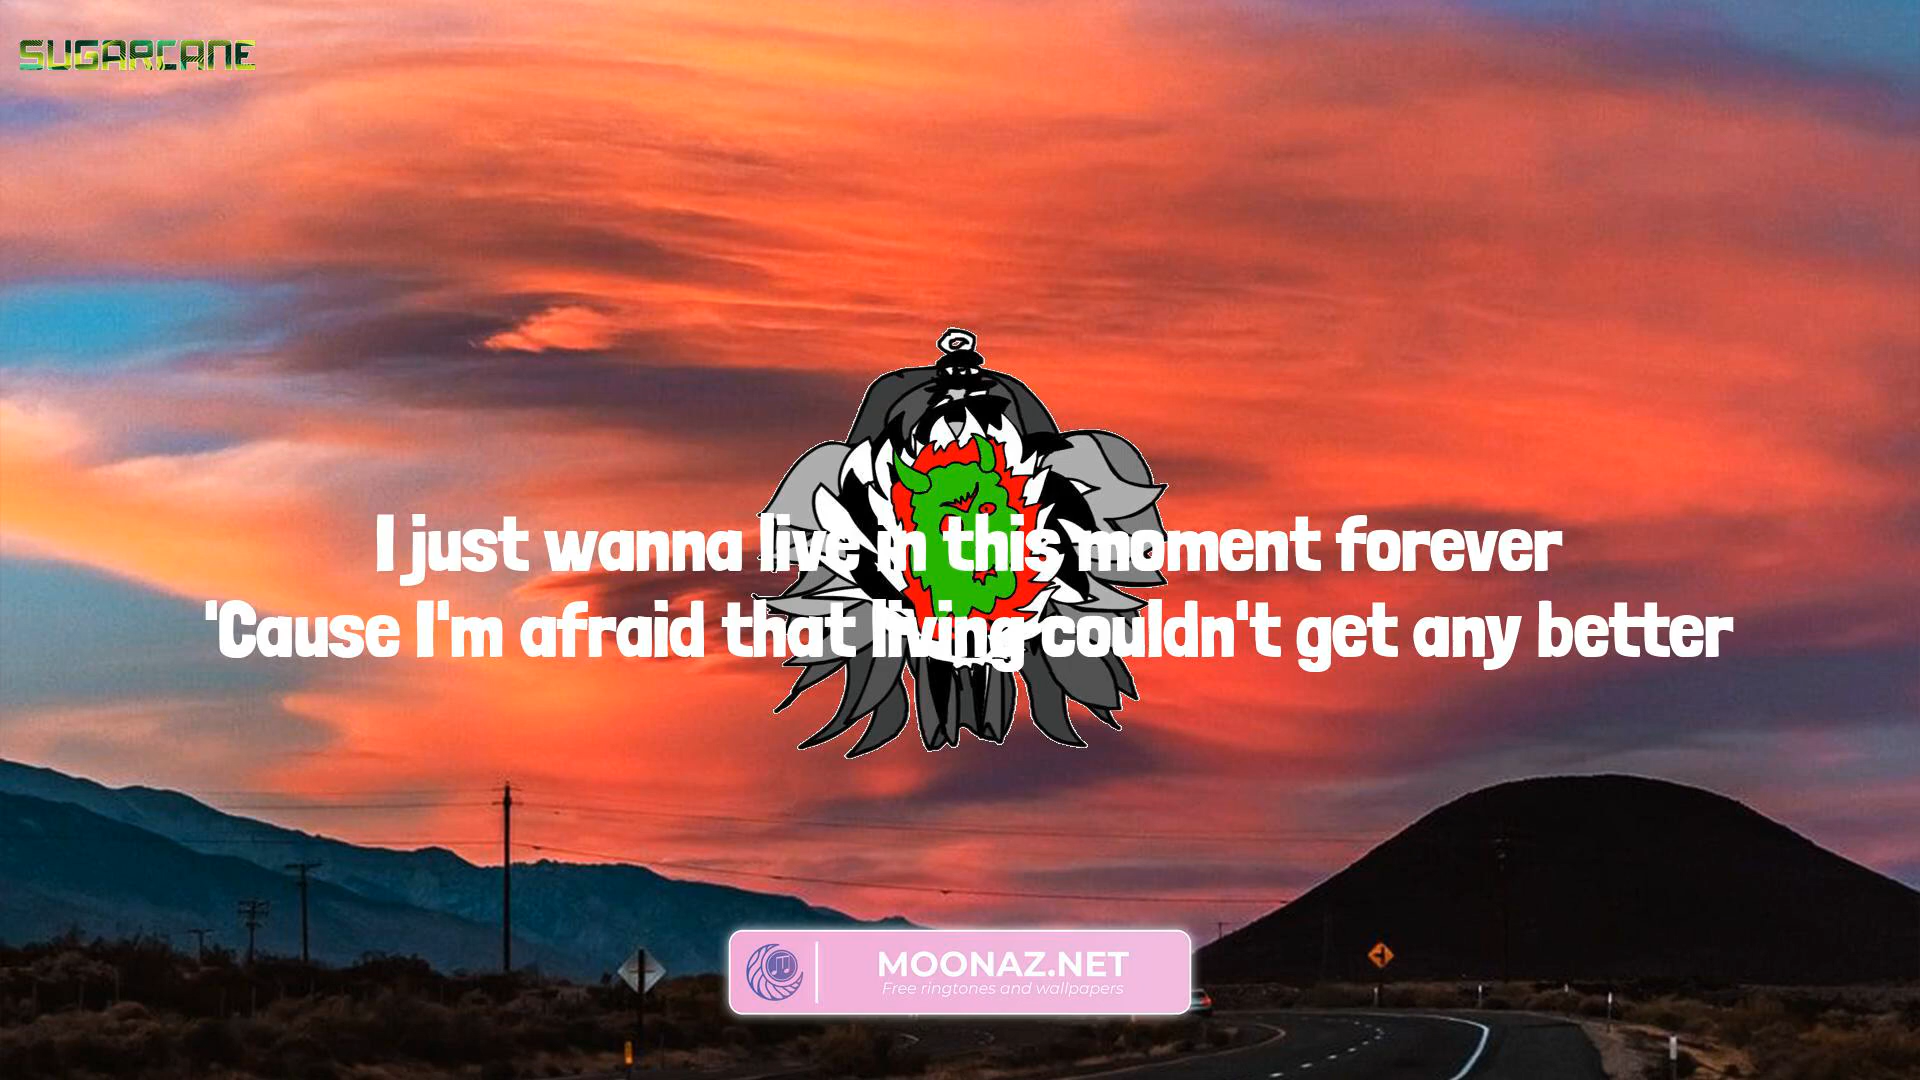 SUGARCANE
I just wanna live in this moment forever
'Cause I'm afraid that living couldn't get any better
MOONAZ.NET
Free ringtones and wallpapers